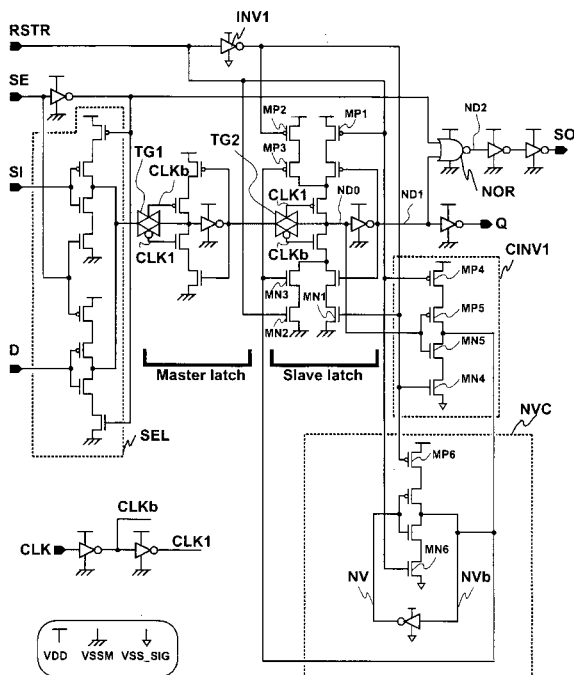 RSTR
INV1
SE
MP2
MP1
ND2
SO
TG1
TG2
MP3
SI
CLKb
CLK1
ND0
ND1
NOR
Q
CLK1
CLKb
CINV1
MP4
MN3
MN1
MP5
MN2
MN5
D
MN4
Master latch
Slave latch
SEL
NVC
MP6
CLKb
CLK
CLK1
MN6
NV
NVb
VDD
VSSM
VSS_SIG